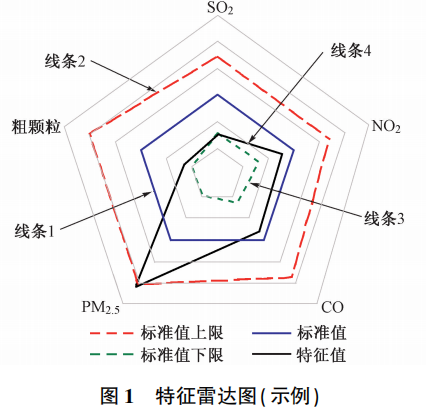 SO₂
线条2
线条4
粗颗粒
NO₂
线条1
线条3
PM₂.₅
CO
标准值上限
标准值
标准值下限
特征值
图1 特征雷达图(示例)